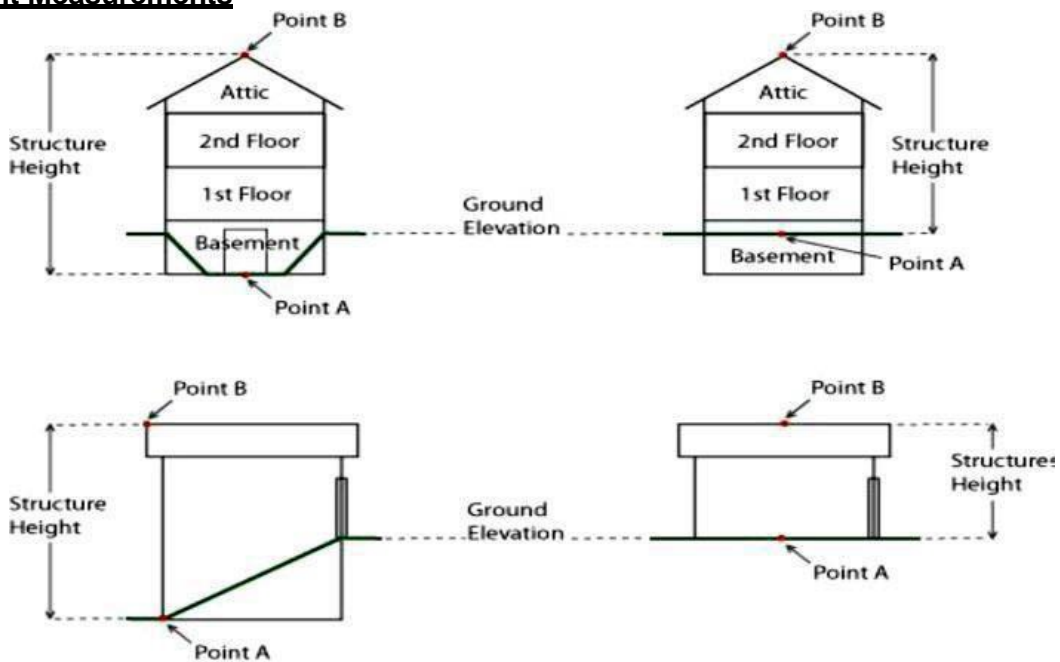 Measurements
Point B
Attic
2nd Floor
1st Floor
Basement
Structure
Height
Point A
Ground
Elevation
Point B
Attic
2nd Floor
1st Floor
Basement
Structure
Height
Point A
Point B
Structure
Height
Point A
Ground
Elevation
Point B
Structures
Height
Point A